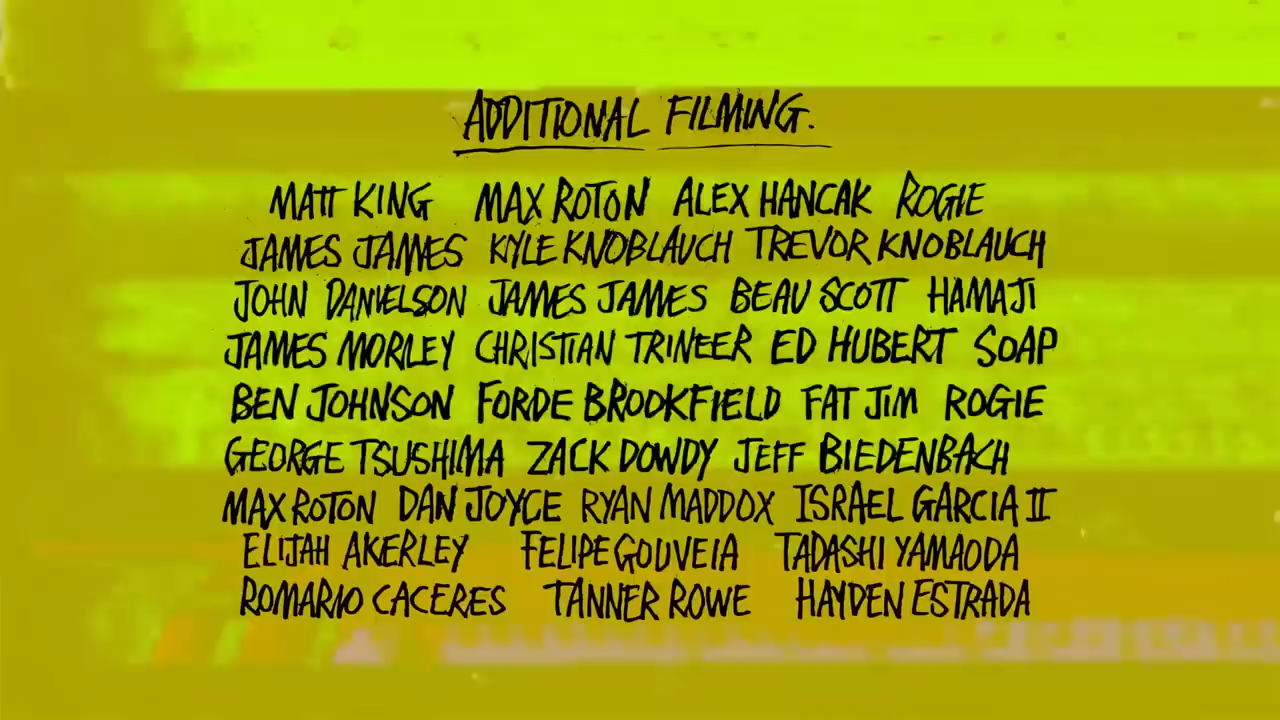 ADDITIONAL FILMING.
MATT KING MAX ROTON ALEX HANCAK ROGIE
JAMES JAMES KYLE KNOBLAUCH TREVOR KNOBLAUCH
JOHN DANIELSON JAMES JAMES BEAU SCOTT HAMAJI
JAMES MORLEY CHRISTIAN TRINEER ED HUBERT SOAP
BEN JOHNSON FORDE BROOKFIELD FAT JIM ROGIE
GEORGE TSUSHIMA ZACK DOWDY JEFF BIEDENBACH
MAX ROTON DAN JOYCE RYAN MADDOX ISRAEL GARCIA II
ELIJAH AKERLEY FELIPE GOUVEIA TADASHI YAMAODA
ROMARIO CACERES TANNER ROWE HAYDEN ESTRADA